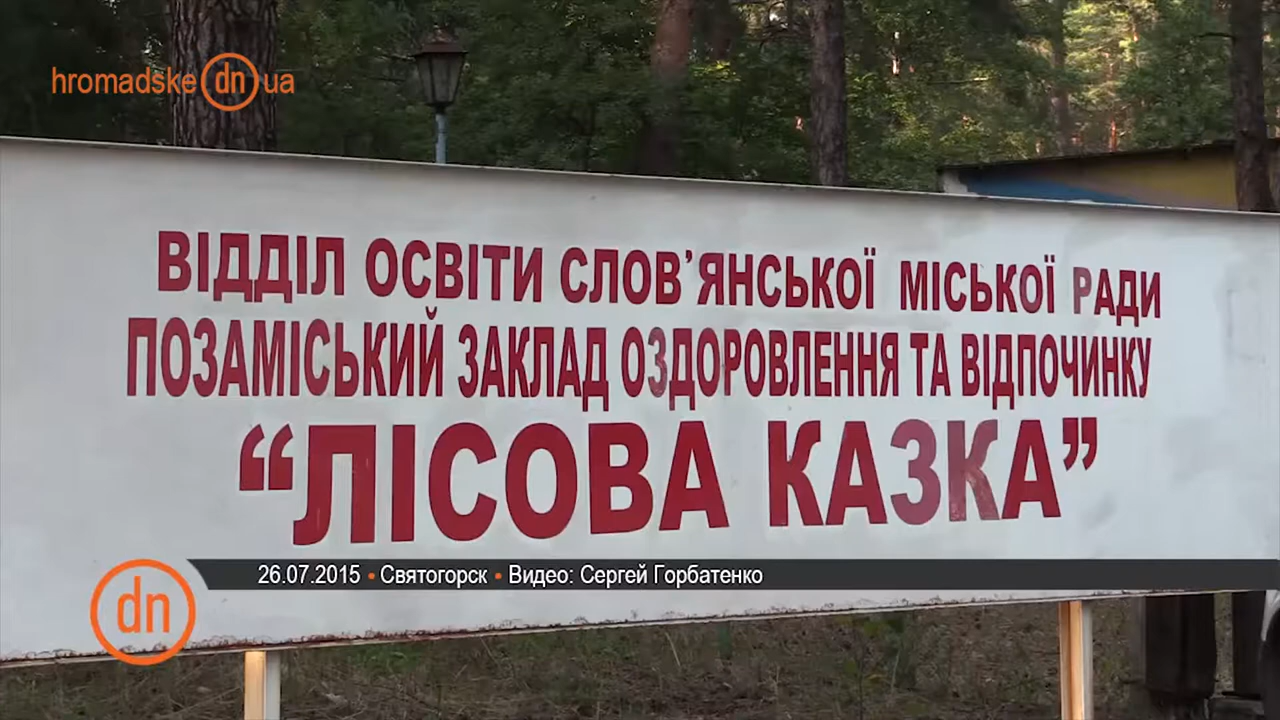 hromadske dn ua
ВІДДІЛ ОСВІТИ СЛОВ'ЯНСЬКОЇ МІСЬКОЇ РАДИ
ПОЗАМІСЬКИЙ ЗАКЛАД ОЗДОРОВЛЕННЯ ТА ВІДПОЧИНКУ
“ЛІСОВА КАЗКА”
dn
26.07.2015 • Святогорск • Видео: Сергей Горбатенко